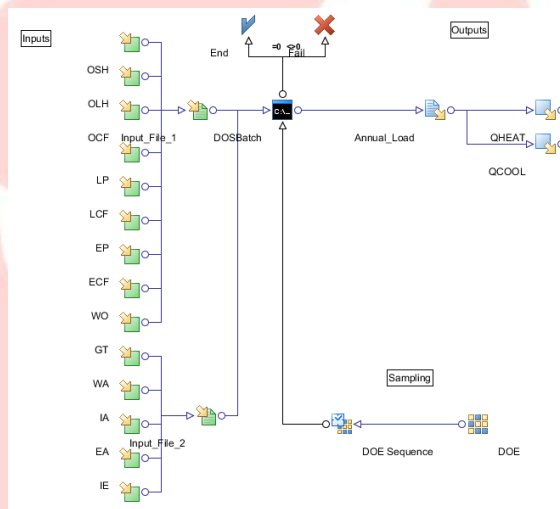 Inputs
=0 <>0
End
Fail
Outputs
OSH
OLH
C:\...
OCF
Input_File_1
DOSBatch
Annual_Load
QHEAT
QCOOL
LP
LCF
EP
ECF
WO
GT
WA
Sampling
IA
Input_File_2
EA
DOE Sequence
DOE
IE